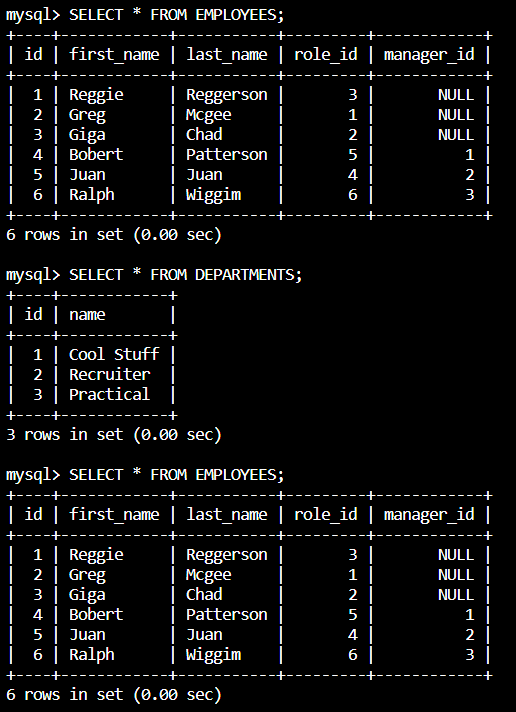 mysql> SELECT * FROM EMPLOYEES;
+----+------------+-----------+---------+------------+
| id | first_name | last_name | role_id | manager_id |
+----+------------+-----------+---------+------------+
|  1 | Reggie     | Reggerson |       3 |       NULL |
|  2 | Greg       | Mcgee     |       1 |       NULL |
|  3 | Giga       | Chad      |       2 |       NULL |
|  4 | Bobert     | Patterson |       5 |          1 |
|  5 | Juan       | Juan      |       4 |          2 |
|  6 | Ralph      | Wiggim    |       6 |          3 |
+----+------------+-----------+---------+------------+
6 rows in set (0.00 sec)

mysql> SELECT * FROM DEPARTMENTS;
+----+------------+
| id | name       |
+----+------------+
|  1 | Cool Stuff |
|  2 | Recruiter  |
|  3 | Practical  |
+----+------------+
3 rows in set (0.00 sec)

mysql> SELECT * FROM EMPLOYEES;
+----+------------+-----------+---------+------------+
| id | first_name | last_name | role_id | manager_id |
+----+------------+-----------+---------+------------+
|  1 | Reggie     | Reggerson |       3 |       NULL |
|  2 | Greg       | Mcgee     |       1 |       NULL |
|  3 | Giga       | Chad      |       2 |       NULL |
|  4 | Bobert     | Patterson |       5 |          1 |
|  5 | Juan       | Juan      |       4 |          2 |
|  6 | Ralph      | Wiggim    |       6 |          3 |
+----+------------+-----------+---------+------------+
6 rows in set (0.00 sec)